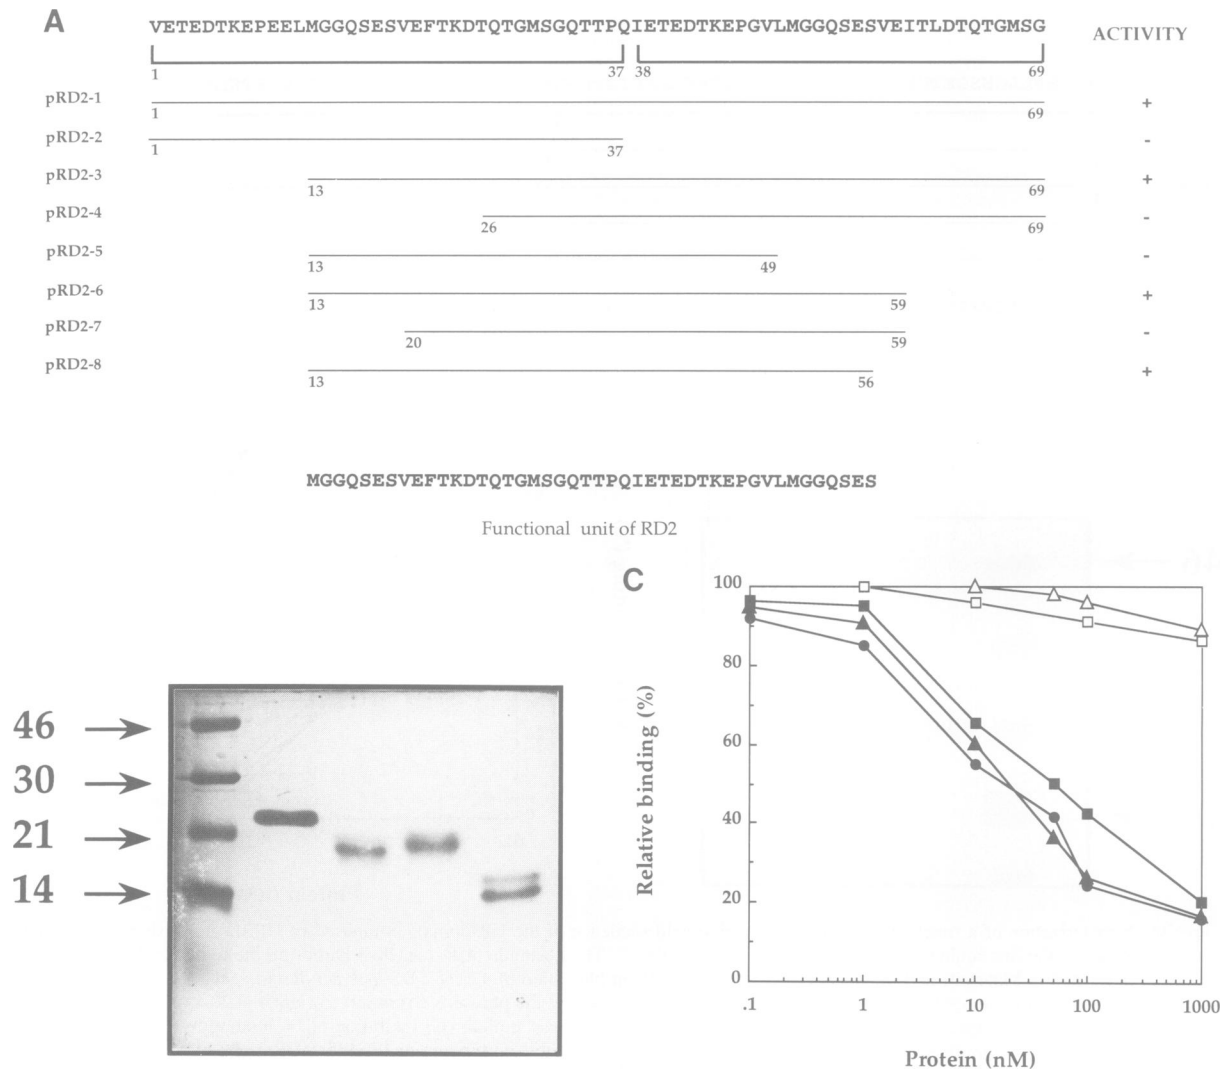 A
VETEDTKEPEELMGGQSESVEFTKDTQTGMSGQTTPQIETEDTKEPGVLMGGQSESVEITLDTQTGMSG
ACTIVITY
1 37 38 69
pRD2-1
1 69 +
pRD2-2
1 37 -
pRD2-3
13 69 +
pRD2-4
26 69 -
pRD2-5
13 49 -
pRD2-6
13 59 +
pRD2-7
20 59 -
pRD2-8
13 56 +
MGGQSESVEFTKDTQTGMSGQTTPQIETEDTKEPGVLMGGQSES
Functional unit of RD2
46
30
21
14
C
Relative binding (%)
100
80
60
40
20
0
.1 1 10 100 1000
Protein (nM)